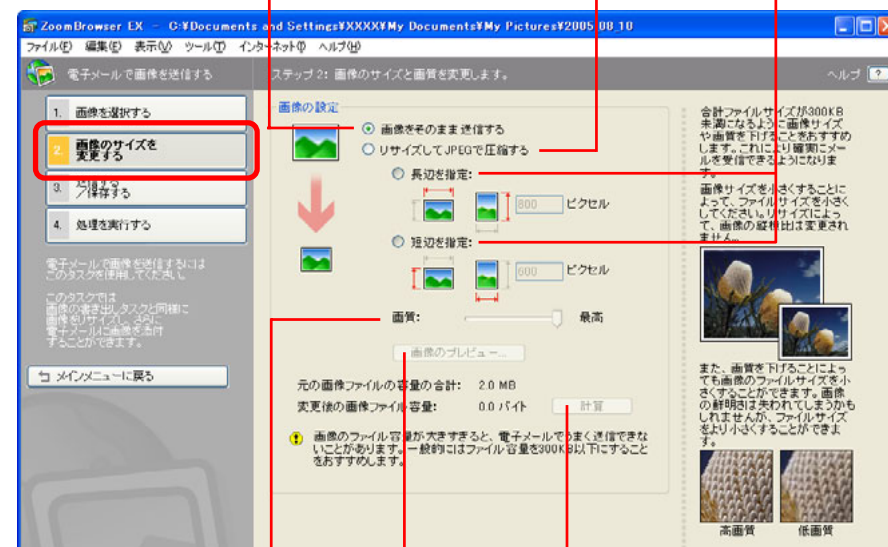 ZoomBrowser EX - C:¥Documents and Settings¥XXXX¥My Documents¥My Pictures¥2005_08_10
ファイル(F) 編集(E) 表示(V) ツール(T) インターネット(I) ヘルプ(H)
電子メールで画像を送信する
ステップ2: 画像のサイズと画質を変更します。
ヘルプ ?
1. 画像を選択する
2. 画像のサイズを
変更する
3.
/保存する
4. 処理を実行する
電子メールで画像を送信するには
このタスクを使用してください。
このタスクでは
画像の書き出しタスクと同様に
画像をリサイズし、さらに
電子メールに画像を添付
することができます。
メインメニューに戻る
画像の設定
画像をそのまま送信する
リサイズしてJPEGで圧縮する
長辺を指定:
800 ピクセル
短辺を指定:
600 ピクセル
画質: 最高
画像のプレビュー...
元の画像ファイルの容量の合計: 2.0 MB
変更後の画像ファイル容量: 0.0 バイト 計算
画像のファイル容量が大きすぎると、電子メールでうまく送信できな
いことがあります。一般的にはファイル容量を300KB以下にすること
をおすすめします。
合計ファイルサイズが300KB
未満になるように画像サイズ
や画質を下げることをおすすめ
します。これにより確実にメー
ルを受信できるようになりま
す。
画像サイズを小さくすることに
よって、ファイルサイズを小さく
してください。リサイズによっ
て、画像の縦横比は変更され
ません。
また、画質を下げることによっ
ても画像のファイルサイズを小
さくすることができます。画像
の鮮明さは失われてしまうかも
しれませんが、ファイルサイズ
をより小さくすることができま
す。
高画質 低画質